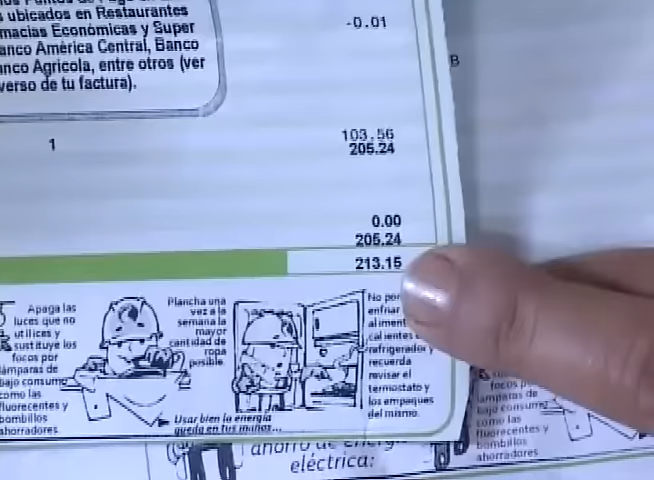 ubicados en Restaurantes
macias Económicas y Super
anco América Central, Banco
anco Agrícola, entre otros (ver
verso de tu factura).
-0.01
B
1
103.56
205.24
0.00
205.24
213.15
Apaga las
luces que no
utilices y
sustituye los
focos por
lámparas de
bajo consumo
como las
fluorecentes y
bombillos
ahorradores.
Plancha una
vez a la
semana la
mayor
cantidad de
ropa
posible.
Usar bien la energía
queda en tus manos...
No por
enfriar
aliment
calientes
refrigerador y
recuerda
revisar el
termostato y
los empaques
del mismo.
focos po
lámparas de
bajo consumo
como las
fluorecentes y
bombillos
ahorradores
ahorro de energ
eléctrica: